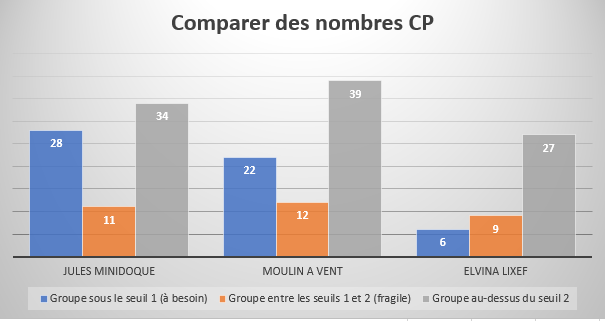 Comparer des nombres CP
28 11 34 22 12 39 6 9 27
JULES MINIDOQUE MOULIN A VENT ELVINA LIXEF
Groupe sous le seuil 1 (à besoin) Groupe entre les seuils 1 et 2 (fragile) Groupe au-dessus du seuil 2